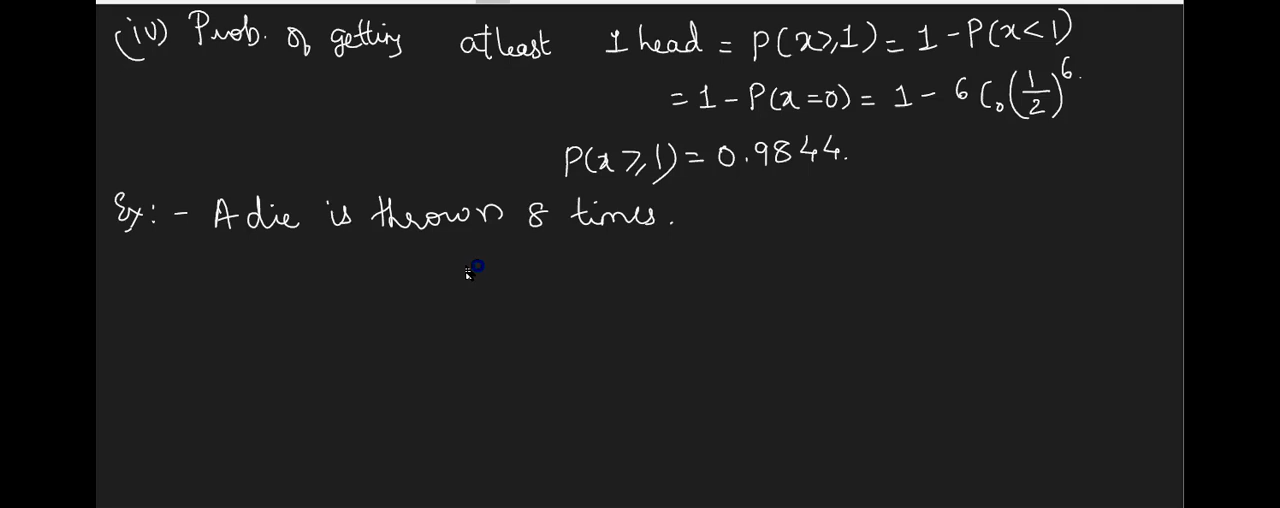 (iv) Prob. of getting atleast 1 head = P(x≥1) = 1 - P(x<1)
= 1 - P(x=0) = 1 - 6C₀(1/2)⁶.
P(x≥1) = 0.9844.
Ex:- A die is thrown 8 times.